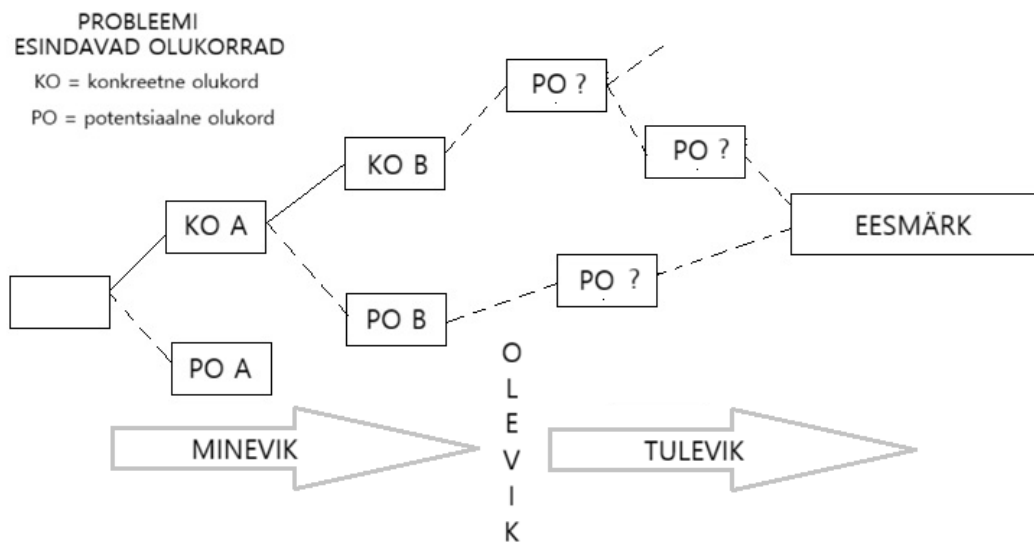 PROBLEEMI
ESINDAVAD OLUKORRAD
KO = konkreetne olukord
PO = potentsiaalne olukord
PO ?
KO B
PO ?
KO A
EESMÄRK
PO ?
PO B
PO A
MINEVIK
OLEVIK
TULEVIK